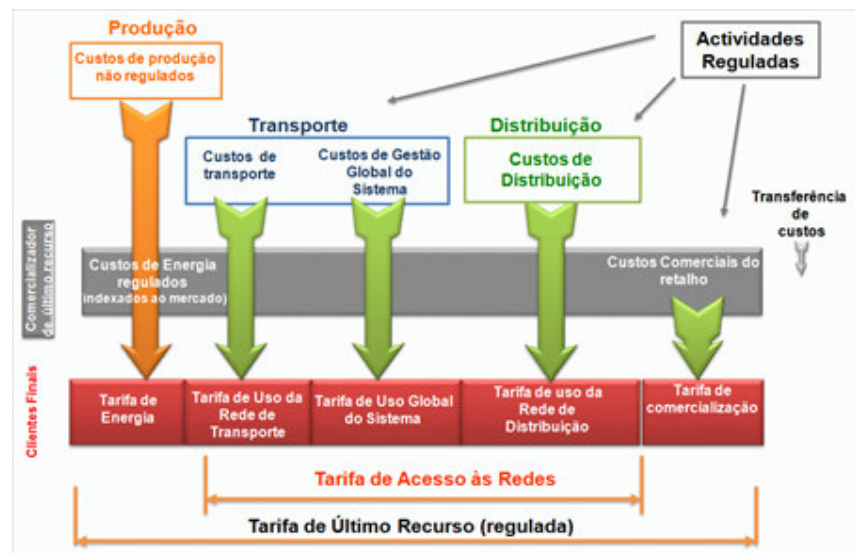 Produção
Custos de produção
não regulados
Actividades
Reguladas
Transporte
Custos de
transporte
Custos de Gestão
Global do
Sistema
Distribuição
Custos de
Distribuição
Transferência
de
custos
Comercializador
de último recurso
Custos de Energia
regulados
(indexados ao mercado)
Custos Comerciais do
retalho
Clientes Finais
Tarifa de
Energia
Tarifa de Uso da
Rede de
Transporte
Tarifa de Uso Global
do Sistema
Tarifa de uso da
Rede de
Distribuição
Tarifa de
comercialização
Tarifa de Acesso às Redes
Tarifa de Último Recurso (regulada)